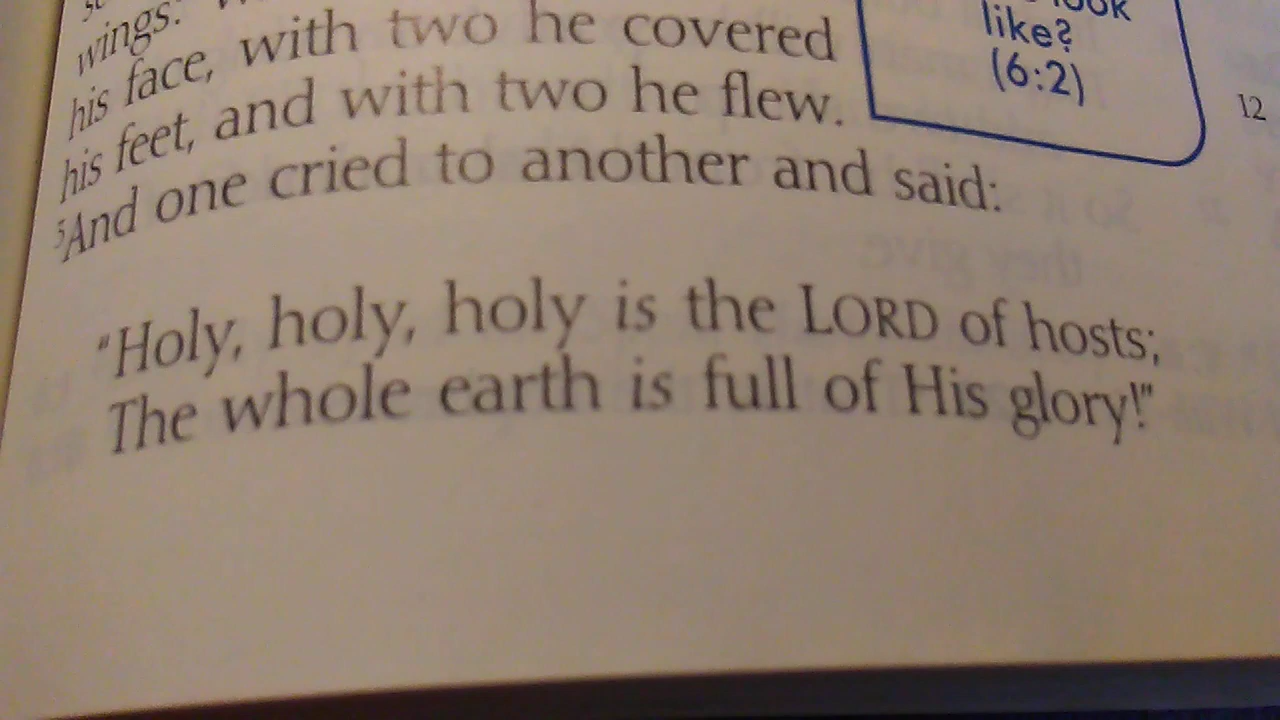 wings.
his face, with two he covered
his feet, and with two he flew.
5And one cried to another and said:
"Holy, holy, holy is the LORD of hosts;
The whole earth is full of His glory!"
like?
(6:2)
12